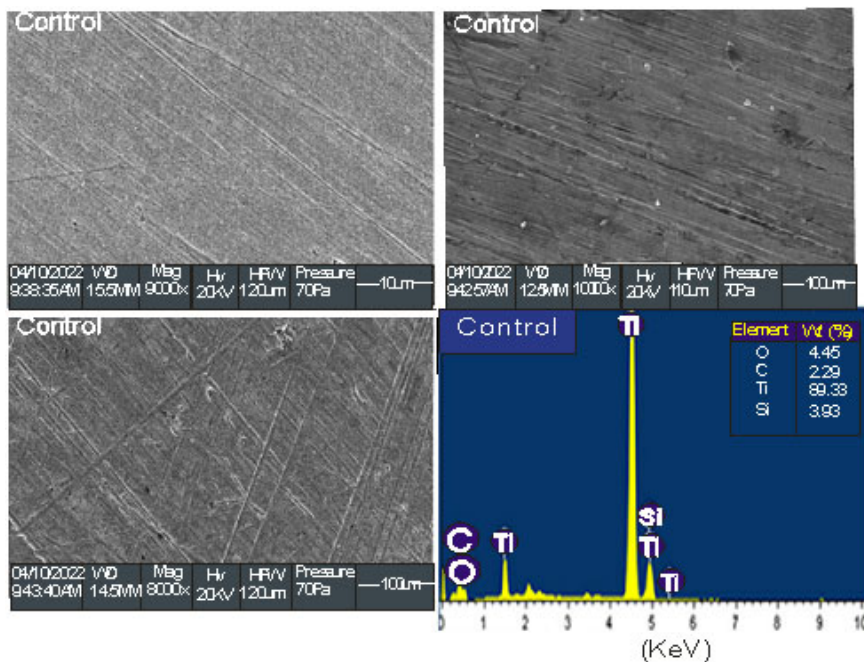 Control
04/10/2022 WD Mag Hv HFW Pressure
9:38:35AM 15.5MM 9000x 20KV 120um 70Pa 10um
Control
04/10/2022 WD Mag Hv HFW Pressure
9:42:57AM 12.5MM 10000x 20KV 110um 70Pa 100um
Control
04/10/2022 WD Mag Hv HFW Pressure
9:43:40AM 14.5MM 8000x 20KV 120um 70Pa 100um
Control
Element Wt (%)
O 4.45
C 2.29
Ti 89.33
Si 3.93
Ti
Si
C Ti Ti
O Ti
0 1 2 3 4 5 6 7 8 9 10
(KeV)